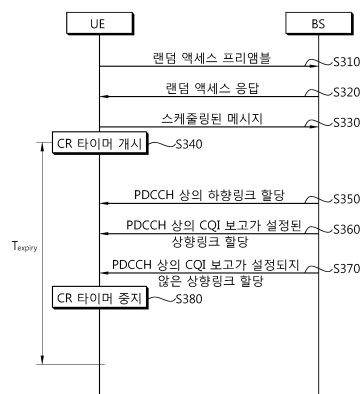 UE
BS
랜덤 액세스 프리앰블
S310
랜덤 액세스 응답
S320
스케줄링된 메시지
S330
CR 타이머 개시
S340
PDCCH 상의 하향링크 할당
S350
PDCCH 상의 CQI 보고가 설정된
상향링크 할당
S360
Texpiry
PDCCH 상의 CQI 보고가 설정되지
않은 상향링크 할당
S370
CR 타이머 중지
S380